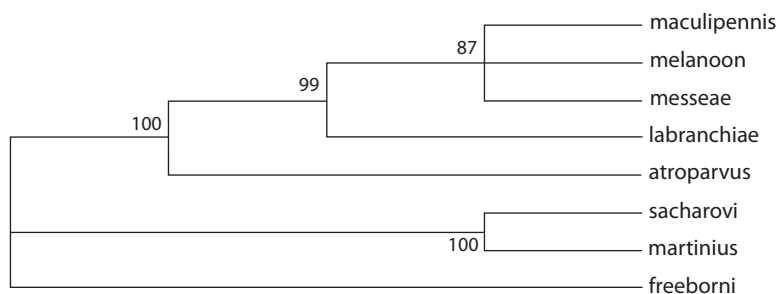 maculipennis
87
melanoon
99
messeae
100
labranchiae
atroparvus
sacharovi
100
martinius
freeborni